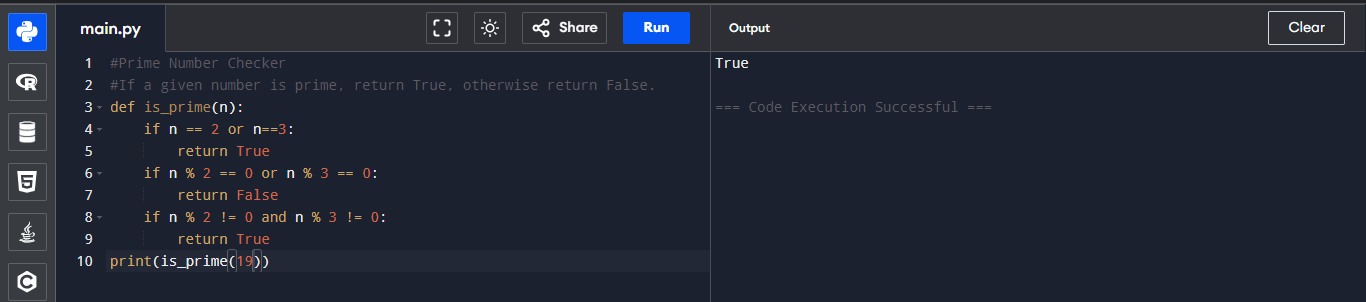 main.py
Share
Run
Output
Clear
1 #Prime Number Checker
2 #If a given number is prime, return True, otherwise return False.
3 def is_prime(n):
4     if n == 2 or n==3:
5         return True
6     if n % 2 == 0 or n % 3 == 0:
7         return False
8     if n % 2 != 0 and n % 3 != 0:
9         return True
10 print(is_prime(19))
True
=== Code Execution Successful ===
R
5
C